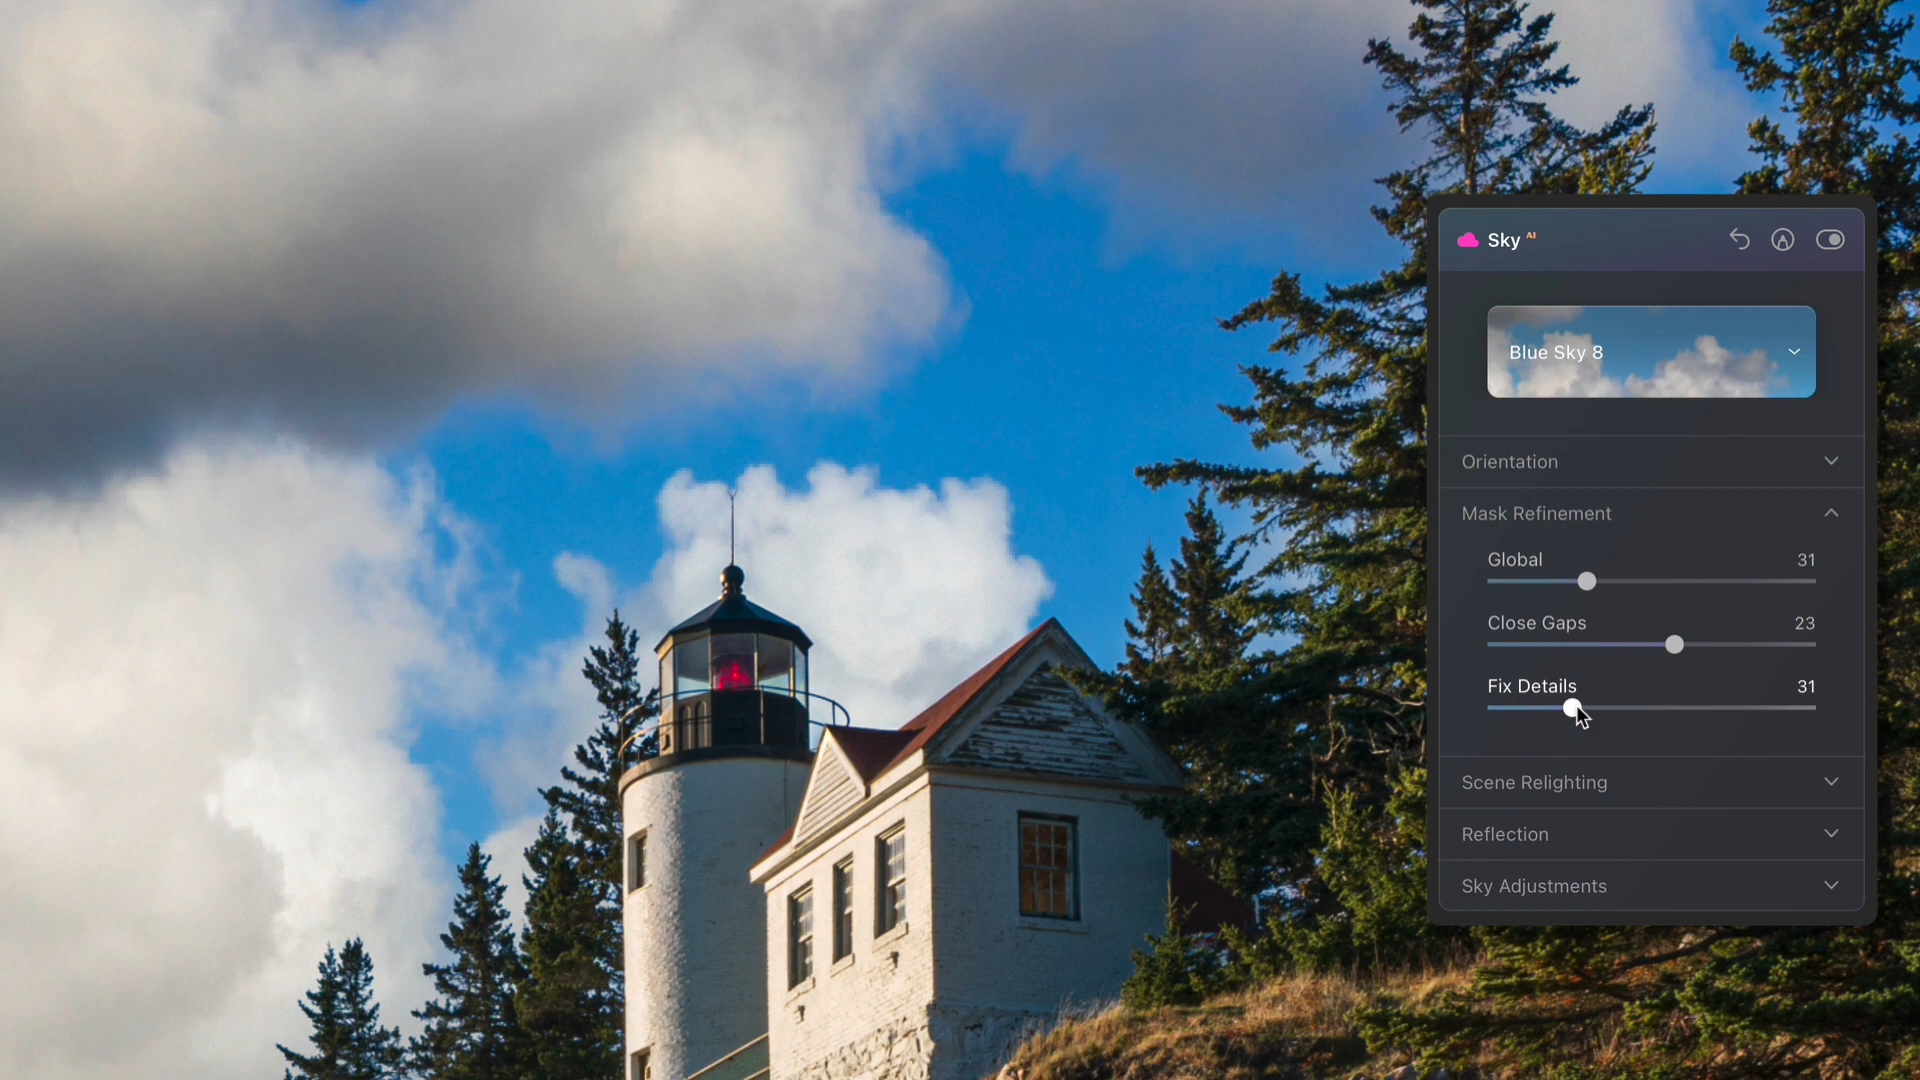 Sky AI
Blue Sky 8
Orientation
Mask Refinement
Global 31
Close Gaps 23
Fix Details 31
Scene Relighting
Reflection
Sky Adjustments